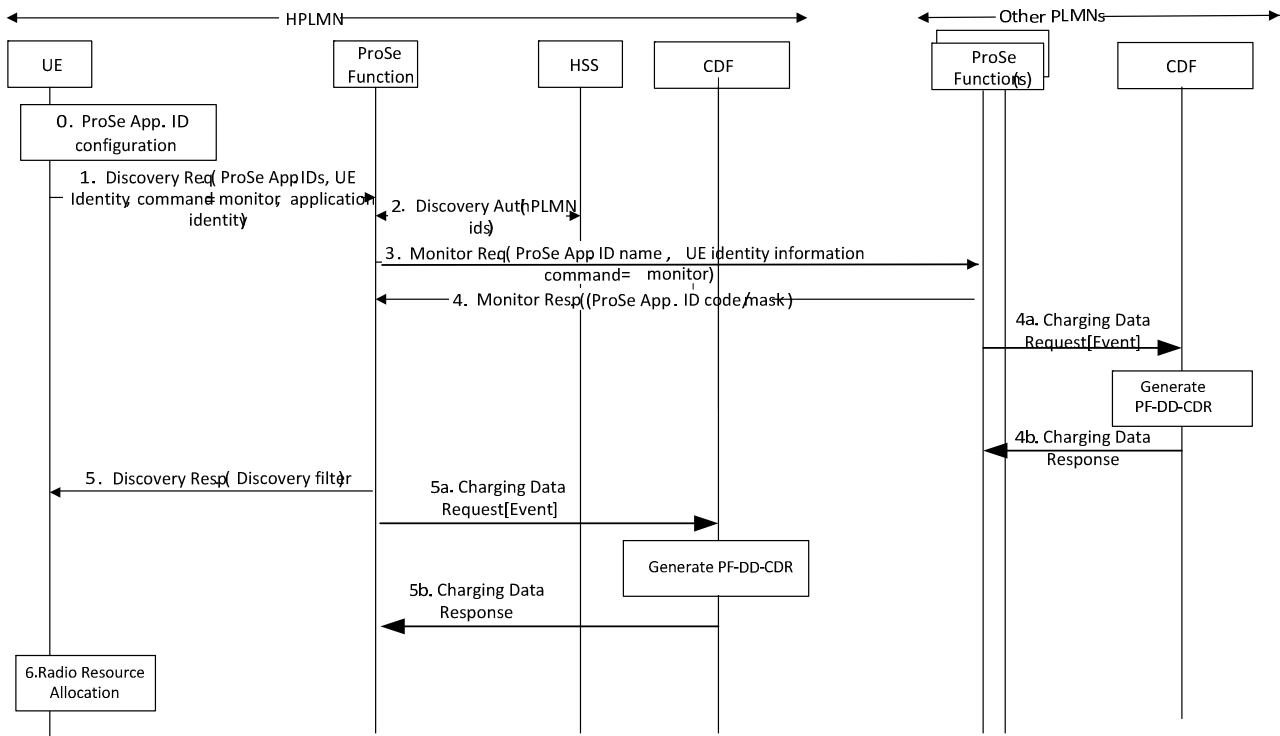 HPLMN
Other PLMNs
UE
ProSe
Function
HSS
CDF
ProSe
Functions(s)
CDF
0. ProSe App. ID
configuration
1. Discovery Req( ProSe App.IDs, UE
Identity, command=monitor, application
identity)
2. Discovery Auth(hPLMN
ids)
3. Monitor Req( ProSe App.ID name, UE identity information
command= monitor)
4. Monitor Resp.((ProSe App. ID code/mask)
4a. Charging Data
Request[Event]
Generate
PF-DD-CDR
4b. Charging Data
Response
5. Discovery Resp.( Discovery filter)
5a. Charging Data
Request[Event]
Generate PF-DD-CDR
5b. Charging Data
Response
6.Radio Resource
Allocation